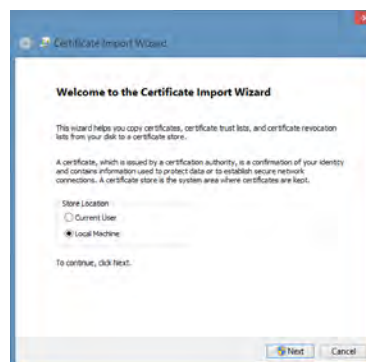 Certificate Import Wizard
Welcome to the Certificate Import Wizard
This wizard helps you copy certificates, certificate trust lists, and certificate revocation
lists from your disk to a certificate store.
A certificate, which is issued by a certification authority, is a confirmation of your identity
and contains information used to protect data or to establish secure network
connections. A certificate store is the system area where certificates are kept.
Store Location
Current User
Local Machine
To continue, click Next.
Next Cancel